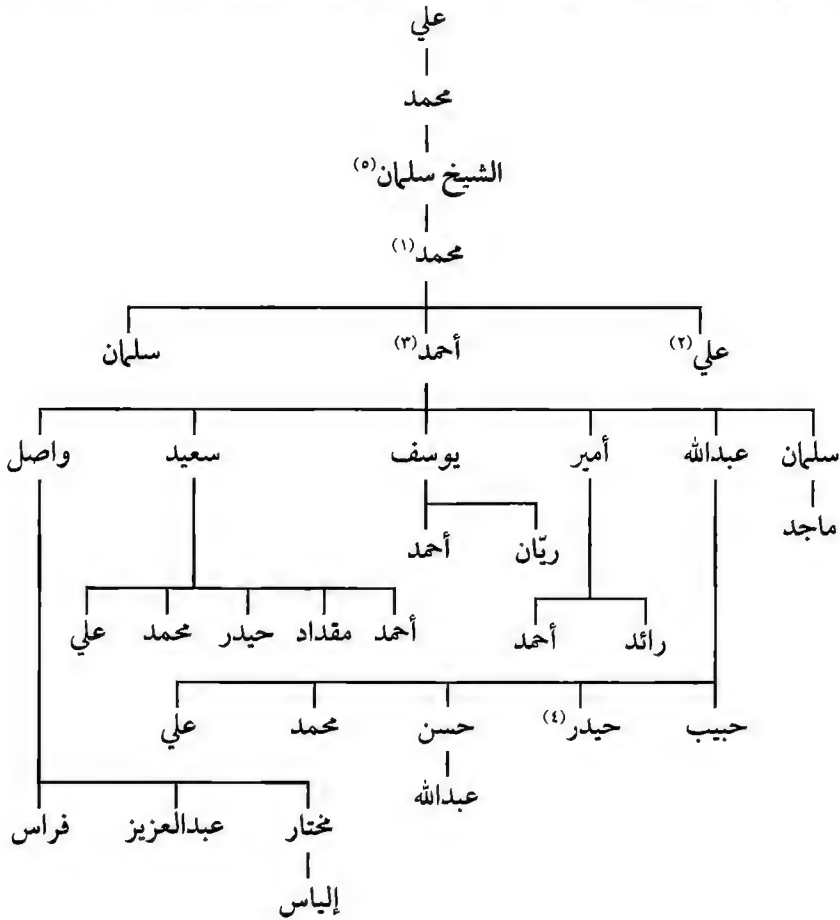 علي
محمد
الشيخ سلمان (٥)
محمد (١)
علي (٢) أحمد (٣) سلمان
سلمان عبدالله أمير يوسف سعيد واصل
ماجد
ريّان أحمد
رائد أحمد أحمد مقداد حيدر محمد علي
حبيب حيدر (٤) حسن محمد علي
عبدالله
مختار عبدالعزيز فراس
إلياس